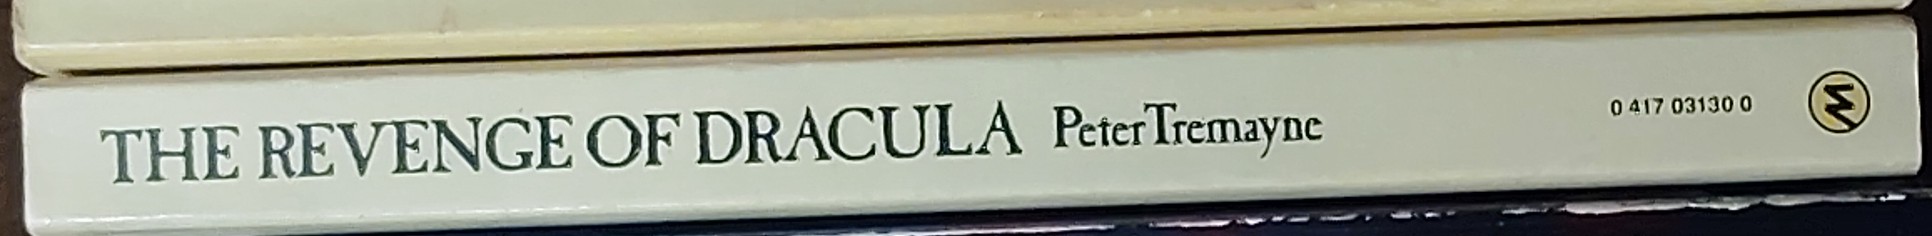 THE REVENGE OF DRACULA Peter Tremayne 0 417 03130 0